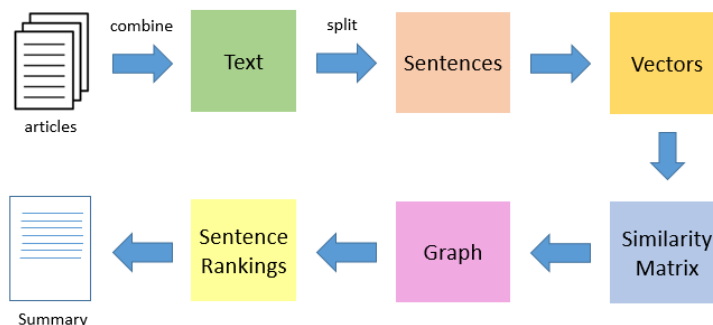 combine
split
Text
Sentences
Vectors
articles
Similarity
Matrix
Graph
Sentence
Rankings
Summary